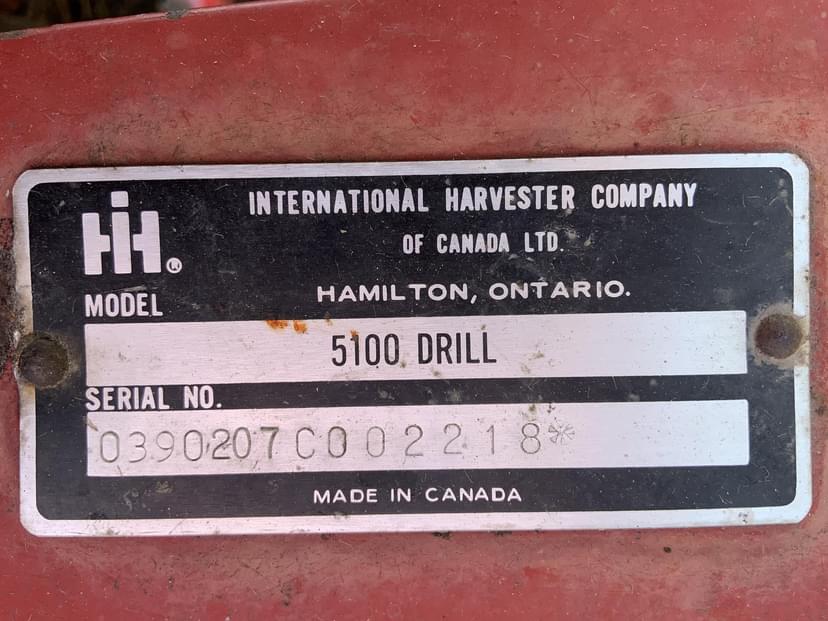 IH®
INTERNATIONAL HARVESTER COMPANY
OF CANADA LTD.
HAMILTON, ONTARIO.
MODEL
5100 DRILL
SERIAL NO.
0390207C002218*
MADE IN CANADA